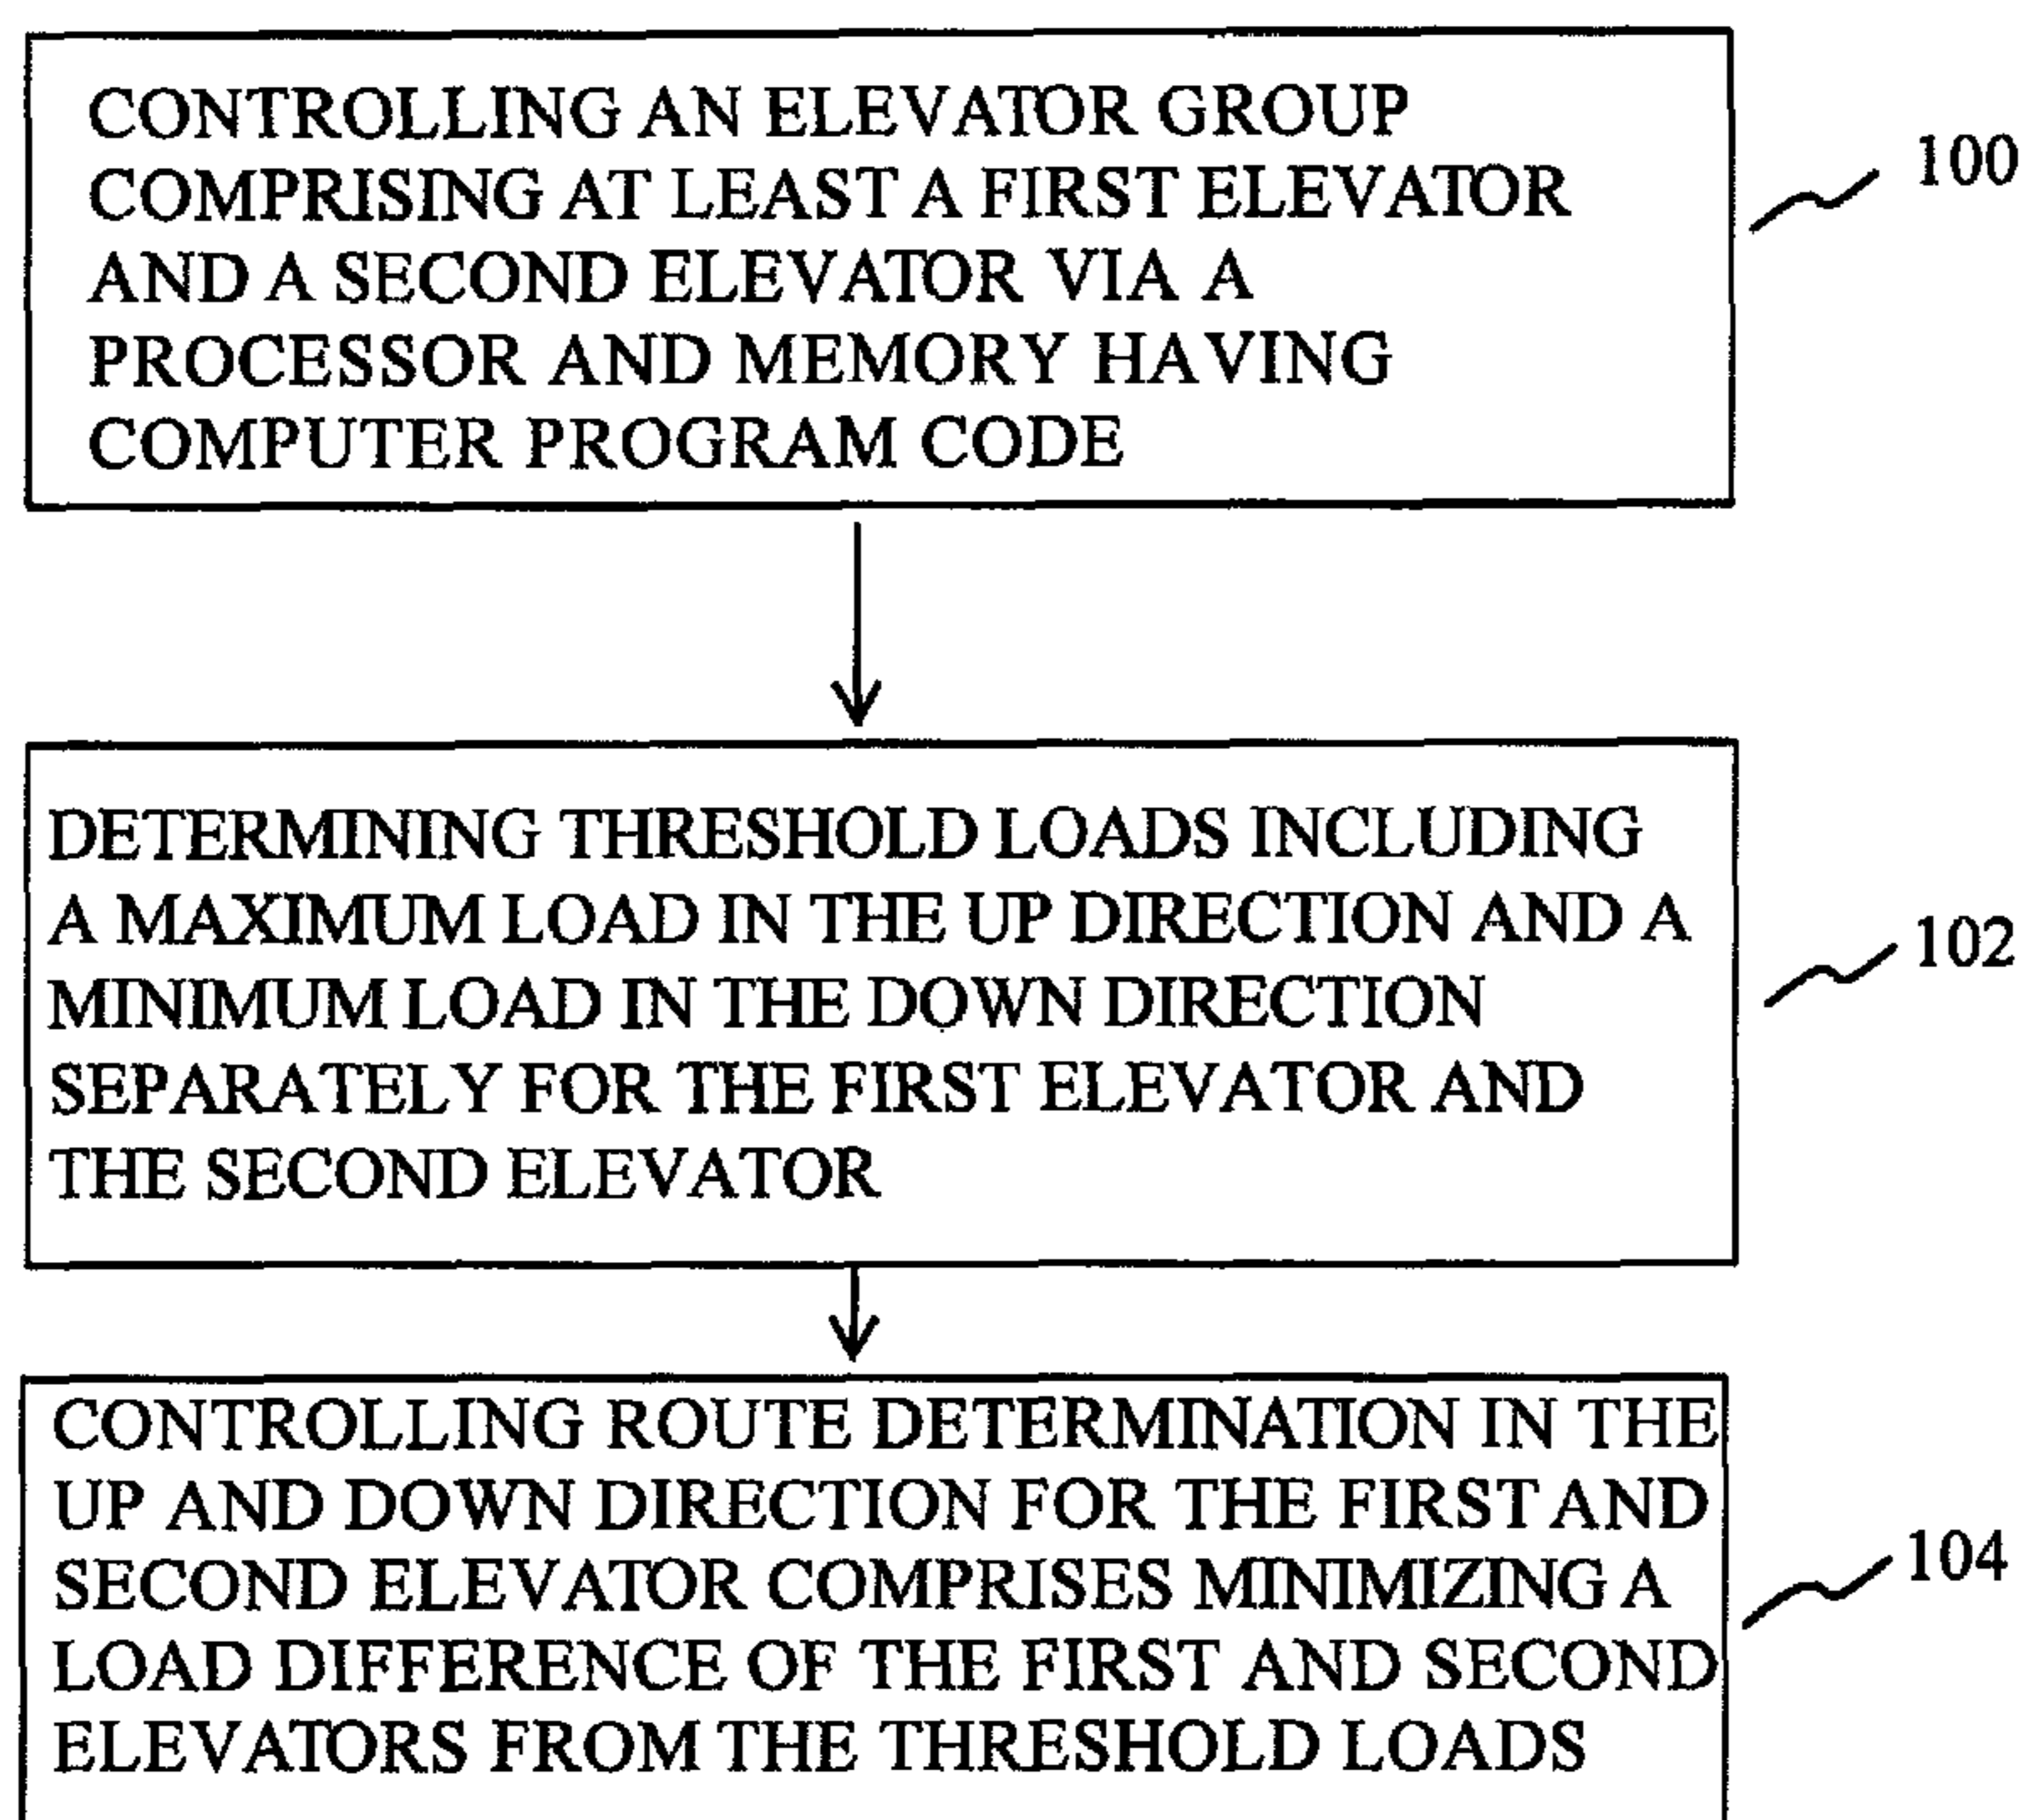 CONTROLLING AN ELEVATOR GROUP
COMPRISING AT LEAST A FIRST ELEVATOR
AND A SECOND ELEVATOR VIA A
PROCESSOR AND MEMORY HAVING
COMPUTER PROGRAM CODE
100
DETERMINING THRESHOLD LOADS INCLUDING
A MAXIMUM LOAD IN THE UP DIRECTION AND A
MINIMUM LOAD IN THE DOWN DIRECTION
SEPARATELY FOR THE FIRST ELEVATOR AND
THE SECOND ELEVATOR
102
CONTROLLING ROUTE DETERMINATION IN THE
UP AND DOWN DIRECTION FOR THE FIRST AND
SECOND ELEVATOR COMPRISES MINIMIZING A
LOAD DIFFERENCE OF THE FIRST AND SECOND
ELEVATORS FROM THE THRESHOLD LOADS
104